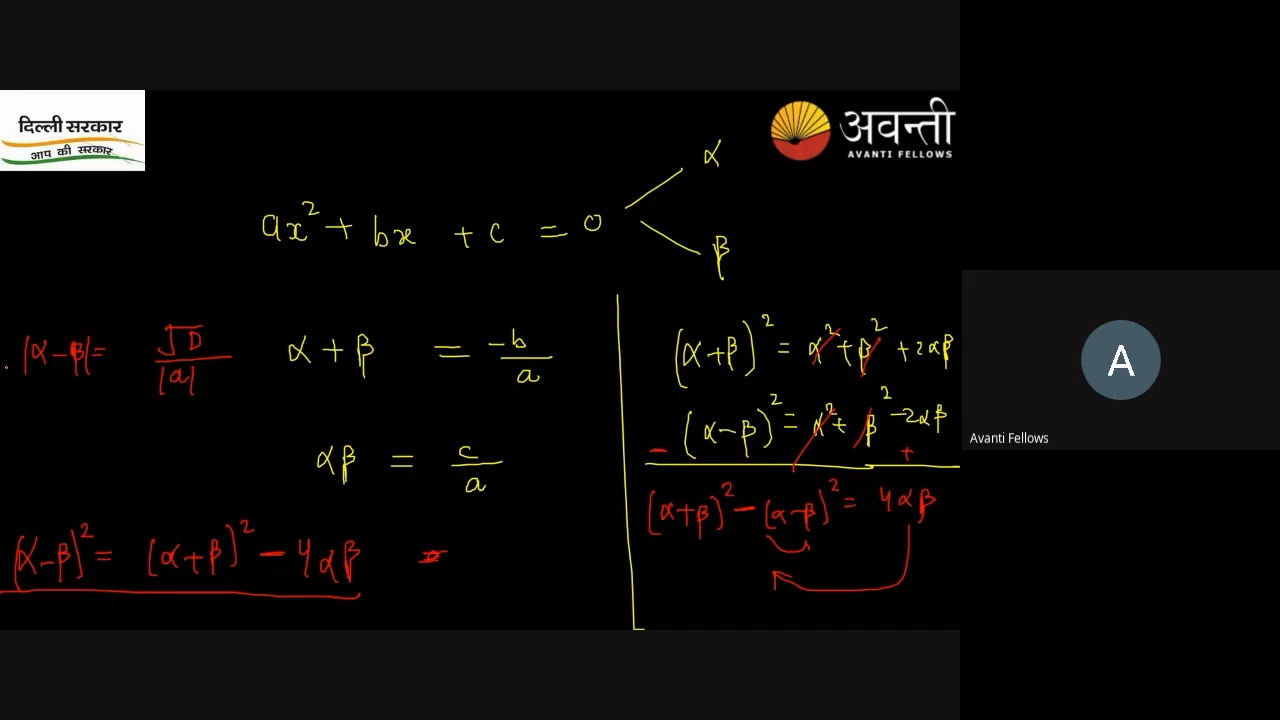 दिल्ली सरकार
आप की सरकार
अवन्ती
AVANTI FELLOWS
ax² + bx + c = 0
α
β
|α-β| = √D/|a|
α + β = -b/a
αβ = c/a
(α-β)² = (α+β)² - 4αβ =
(α+β)² = α² + β² + 2αβ
(α-β)² = α² + β² - 2αβ
- +
(α+β)² - (α-β)² = 4αβ
A
Avanti Fellows